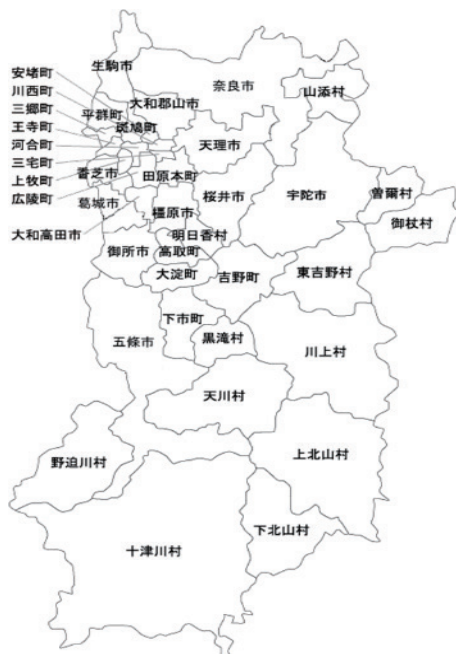 生駒市
奈良市
安堵町
川西町
三郷町
王寺町
河合町
三宅町
上牧町
広陵町
大和高田市
平群町
大和郡山市
斑鳩町
山添村
天理市
香芝市
田原本町
葛城市
橿原市
桜井市
宇陀市
曽爾村
御杖村
明日香村
御所市
高取町
大淀町
吉野町
東吉野村
下市町
五條市
黒滝村
川上村
天川村
野迫川村
上北山村
下北山村
十津川村